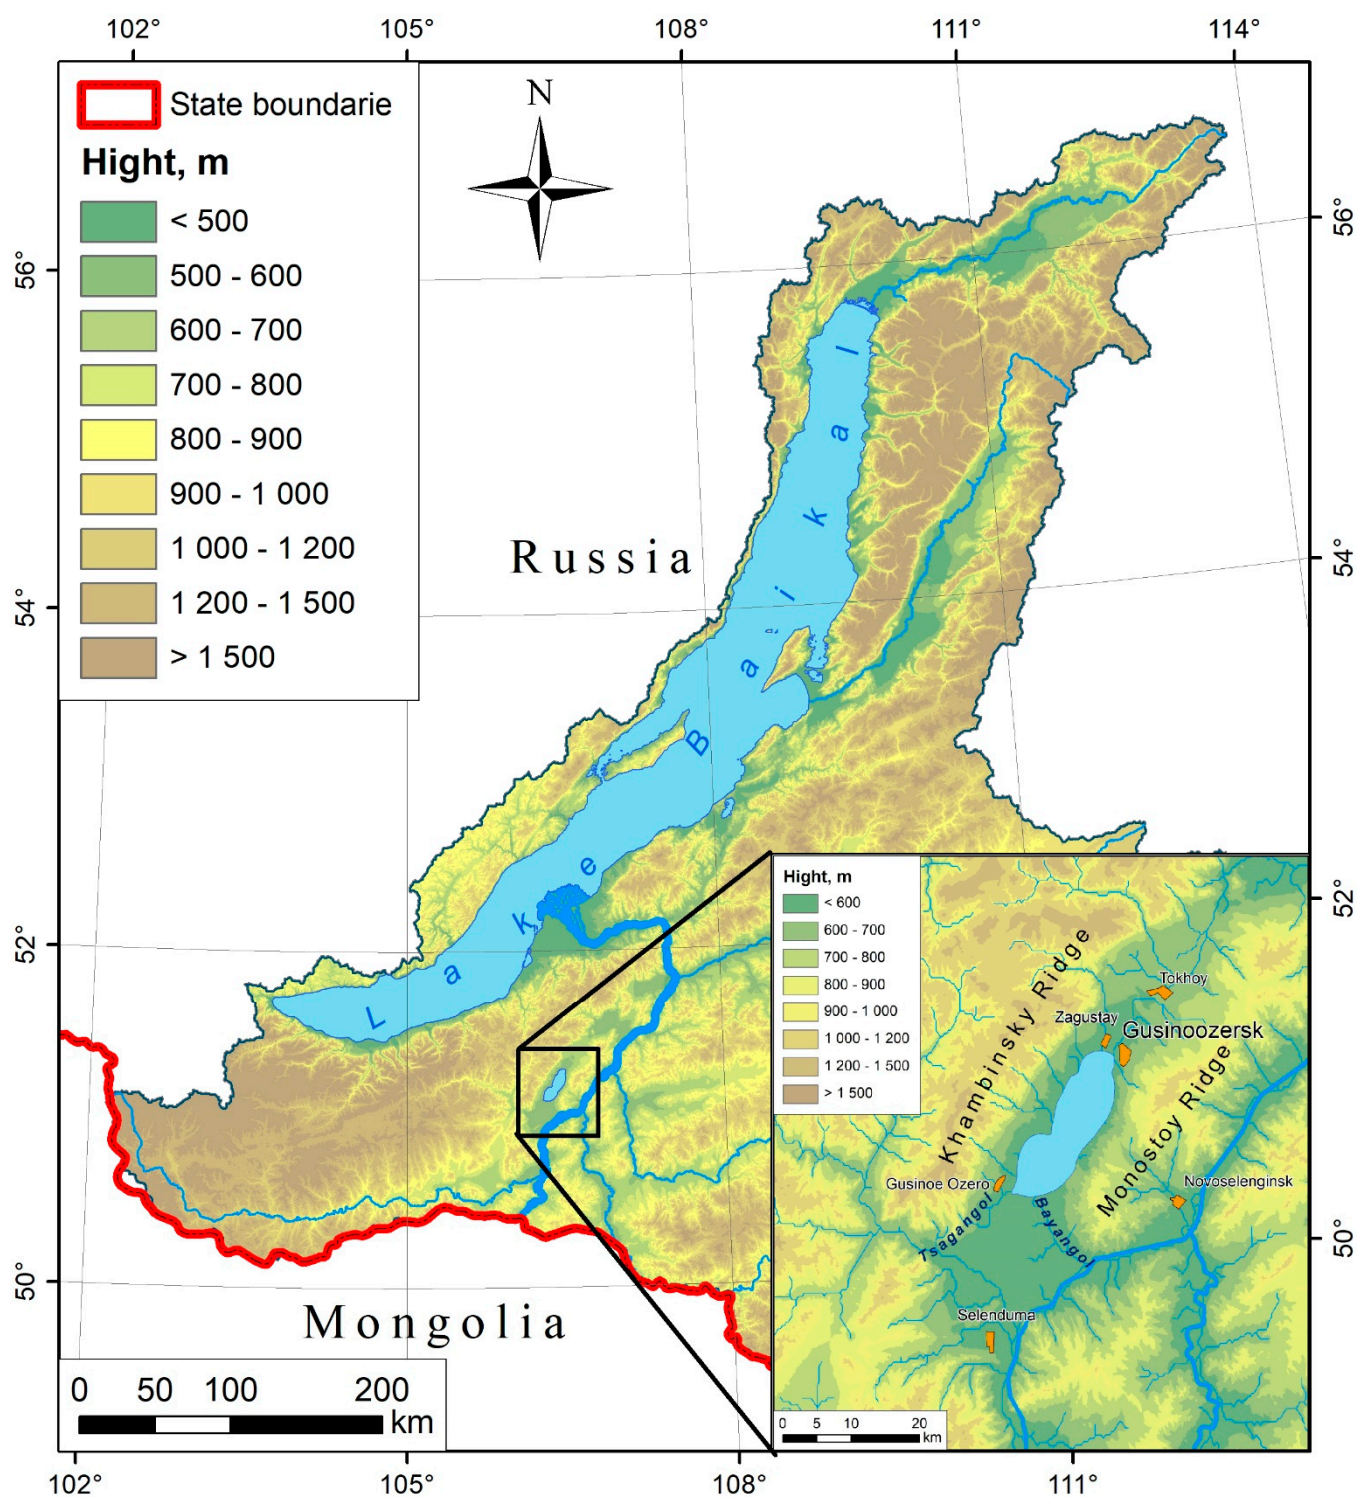 102° 105° 108° 111° 114°
State boundarie
Hight, m
< 500
500 - 600
600 - 700
700 - 800
800 - 900
900 - 1 000
1 000 - 1 200
1 200 - 1 500
> 1 500
N
56°
54°
52°
50°
56°
54°
52°
50°
Russia
Lake Baikal
Mongolia
0 50 100 200
km
Hight, m
< 600
600 - 700
700 - 800
800 - 900
900 - 1 000
1 000 - 1 200
1 200 - 1 500
> 1 500
Khambinsky Ridge
Tokhoy
Zagustay
Gusinoozersk
Monostoy Ridge
Gusinoe Ozero
Novoselenginsk
Tsagangol
Bayangol
Selenduma
0 5 10 20
km
102° 105° 108° 111°